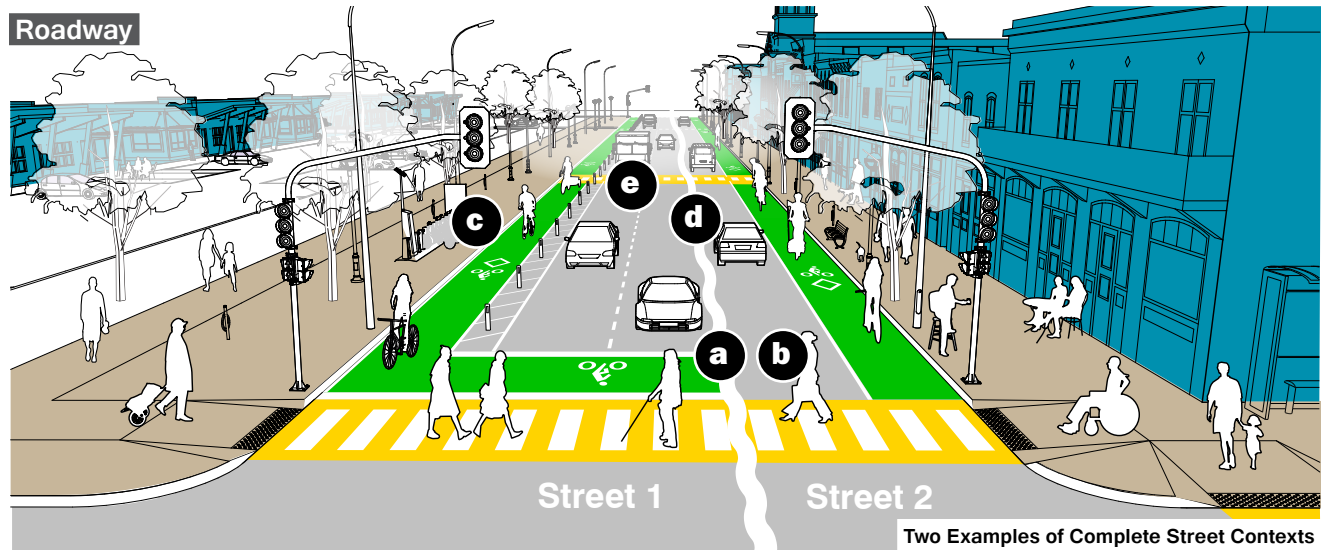 Roadway
e
c
d
a
b
Street 1
Street 2
Two Examples of Complete Street Contexts